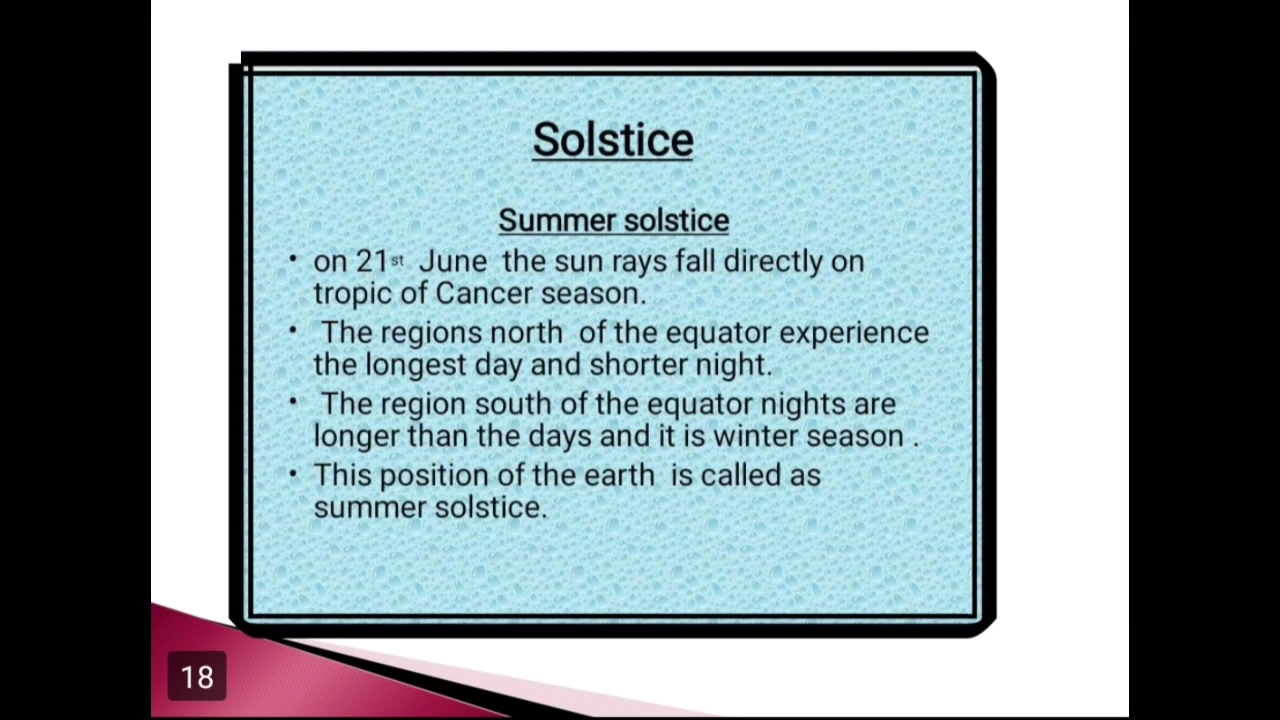 Solstice
Summer solstice
• on 21st June the sun rays fall directly on
tropic of Cancer season.
• The regions north of the equator experience
the longest day and shorter night.
• The region south of the equator nights are
longer than the days and it is winter season .
• This position of the earth is called as
summer solstice.
18